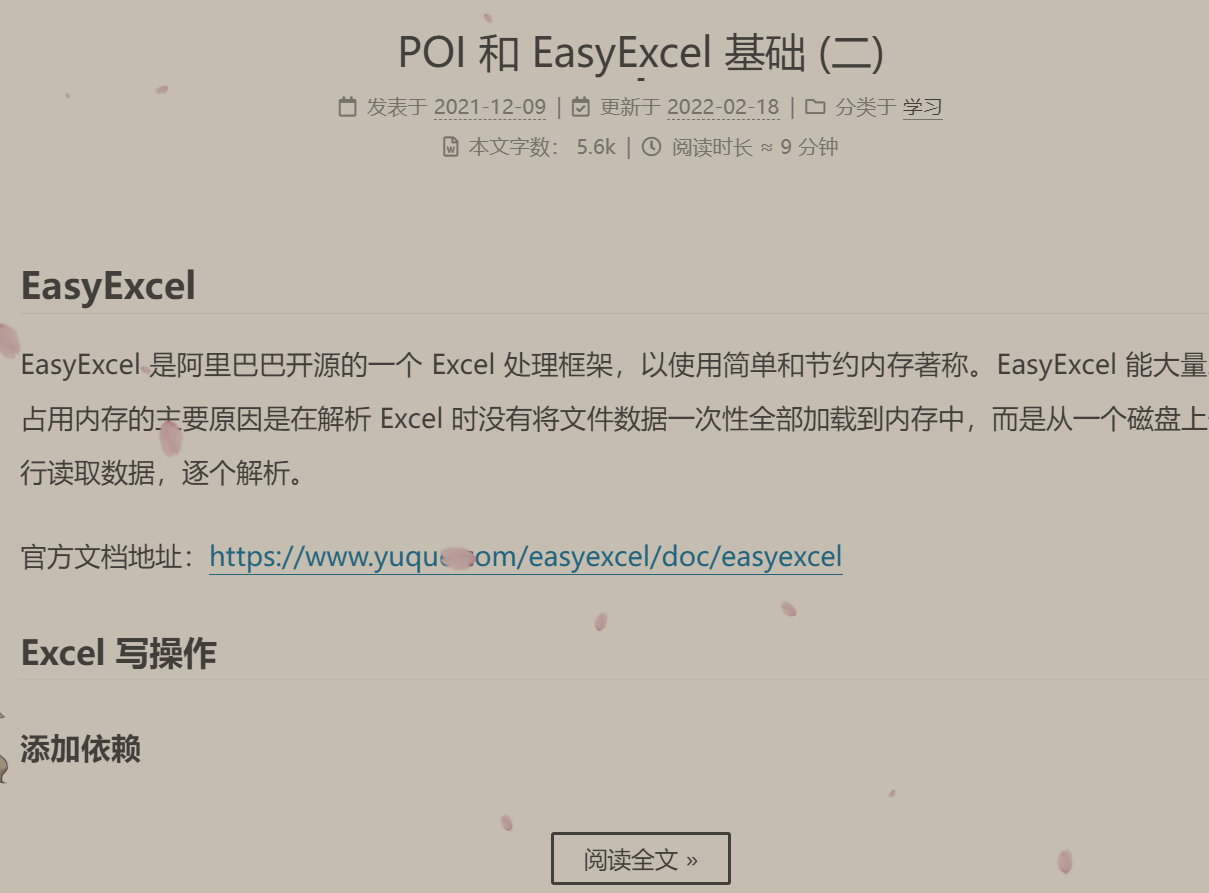 POI 和 EasyExcel 基础 (二)
发表于 2021-12-09 | 更新于 2022-02-18 | 分类于 学习
本文字数： 5.6k | 阅读时长 ≈ 9 分钟
EasyExcel
EasyExcel 是阿里巴巴开源的一个 Excel 处理框架，以使用简单和节约内存著称。EasyExcel 能大量
占用内存的主要原因是在解析 Excel 时没有将文件数据一次性全部加载到内存中，而是从一个磁盘上
行读取数据，逐个解析。
官方文档地址：https://www.yuque.com/easyexcel/doc/easyexcel
Excel 写操作
添加依赖
阅读全文 »